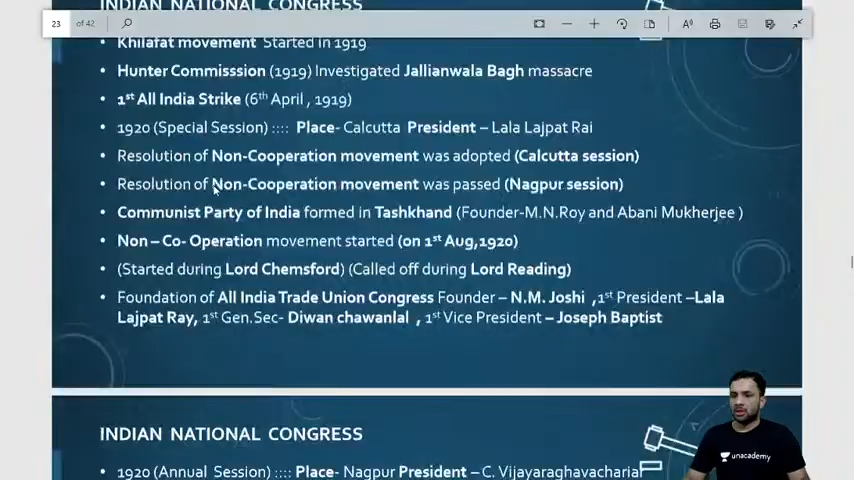 INDIAN NATIONAL CONGRESS
23 of 42
Khilafat movement Started in 1919
• Hunter Commisssion (1919) Investigated Jallianwala Bagh massacre
• 1st All India Strike (6th April , 1919)
• 1920 (Special Session) :::: Place- Calcutta President – Lala Lajpat Rai
• Resolution of Non-Cooperation movement was adopted (Calcutta session)
• Resolution of Non-Cooperation movement was passed (Nagpur session)
• Communist Party of India formed in Tashkhand (Founder-M.N.Roy and Abani Mukherjee )
• Non – Co- Operation movement started (on 1st Aug,1920)
• (Started during Lord Chemsford) (Called off during Lord Reading)
• Foundation of All India Trade Union Congress Founder – N.M. Joshi ,1st President –Lala
Lajpat Ray, 1st Gen.Sec- Diwan chawanlal , 1st Vice President – Joseph Baptist
INDIAN NATIONAL CONGRESS
• 1920 (Annual Session) :::: Place- Nagpur President – C. Vijayaraghavachariar
unacademy